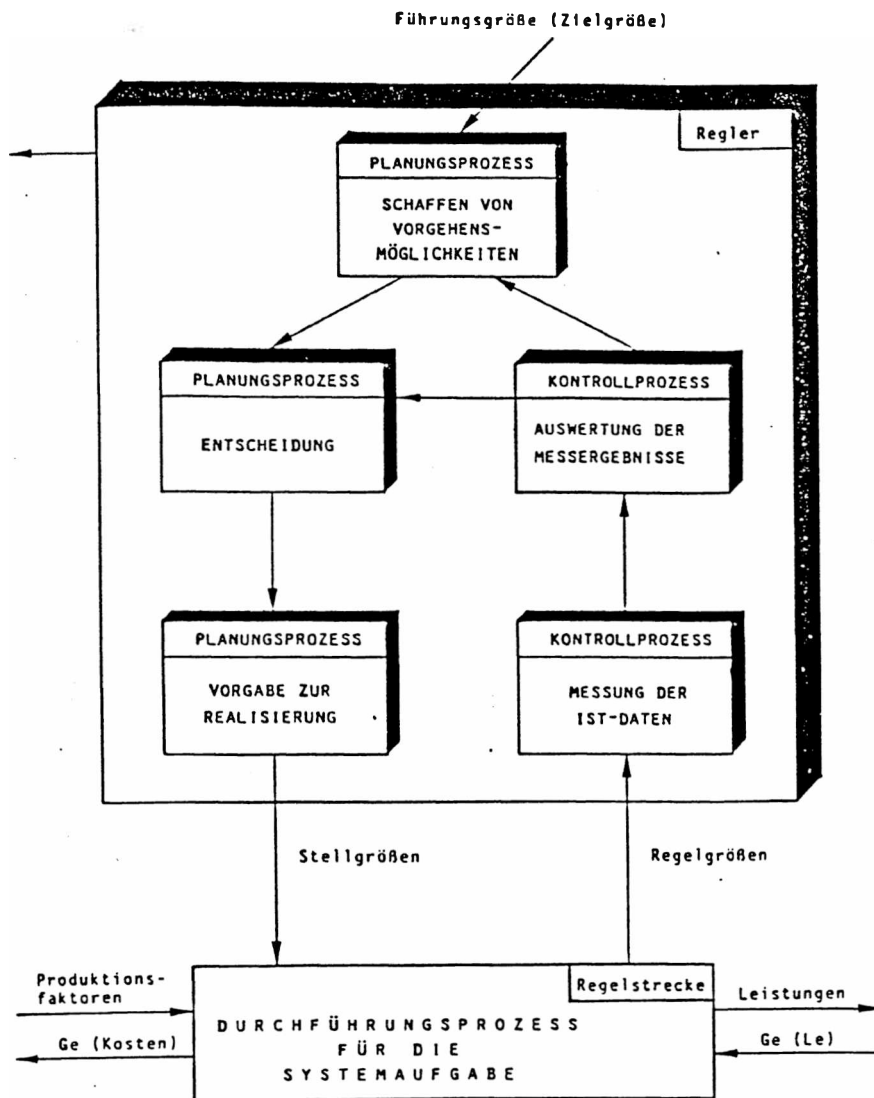 Führungsgröße (Zielgröße)
Regler
PLANUNGSPROZESS
SCHAFFEN VON
VORGEHENS-
MÖGLICHKEITEN
PLANUNGSPROZESS
ENTSCHEIDUNG
KONTROLLPROZESS
AUSWERTUNG DER
MESSERGEBNISSE
PLANUNGSPROZESS
VORGABE ZUR
REALISIERUNG
KONTROLLPROZESS
MESSUNG DER
IST-DATEN
Stellgrößen
Regelgrößen
Produktions-
faktoren
Ge (Kosten)
Regelstrecke
DURCHFÜHRUNGSPROZESS
FÜR DIE
SYSTEMAUFGABE
Leistungen
Ge (Le)